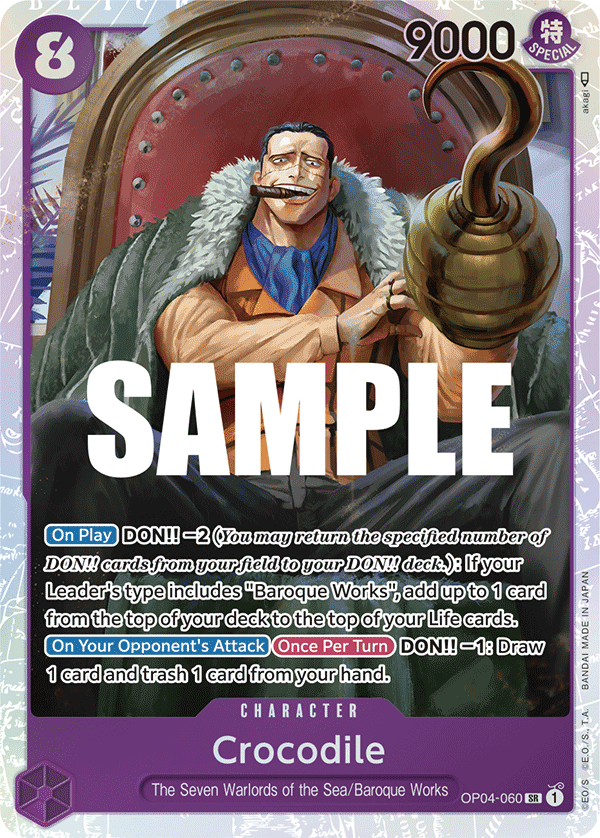 8
9000
特
SPECIAL
akagi
SAMPLE
On Play DON!! −2 (You may return the specified number of
DON!! cards from your field to your DON!! deck.): If your
Leader's type includes "Baroque Works", add up to 1 card
from the top of your deck to the top of your Life cards.
On Your Opponent's Attack Once Per Turn DON!! −1: Draw
1 card and trash 1 card from your hand.
CHARACTER
Crocodile
The Seven Warlords of the Sea/Baroque Works
OP04-060 SR 1
©E.O/S ©E.O./S, T.A. BANDAI MADE IN JAPAN